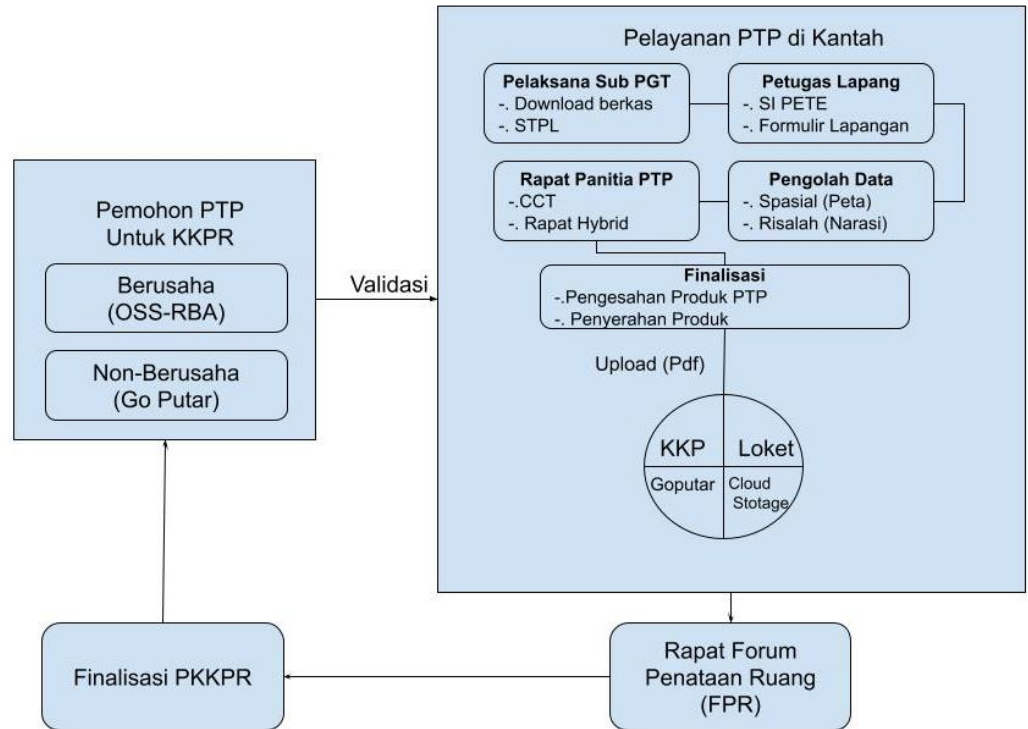 Pelayanan PTP di Kantah
Pelaksana Sub PGT
-. Download berkas
-. STPL
Petugas Lapang
-. SI PETE
-. Formulir Lapangan
Rapat Panitia PTP
-.CCT
-. Rapat Hybrid
Pengolah Data
-. Spasial (Peta)
-. Risalah (Narasi)
Finalisasi
-.Pengesahan Produk PTP
-. Penyerahan Produk
Upload (Pdf)
KKP
Loket
Goputar
Cloud
Stotage
Pemohon PTP
Untuk KKPR
Berusaha
(OSS-RBA)
Non-Berusaha
(Go Putar)
Validasi
Finalisasi PKKPR
Rapat Forum
Penataan Ruang
(FPR)